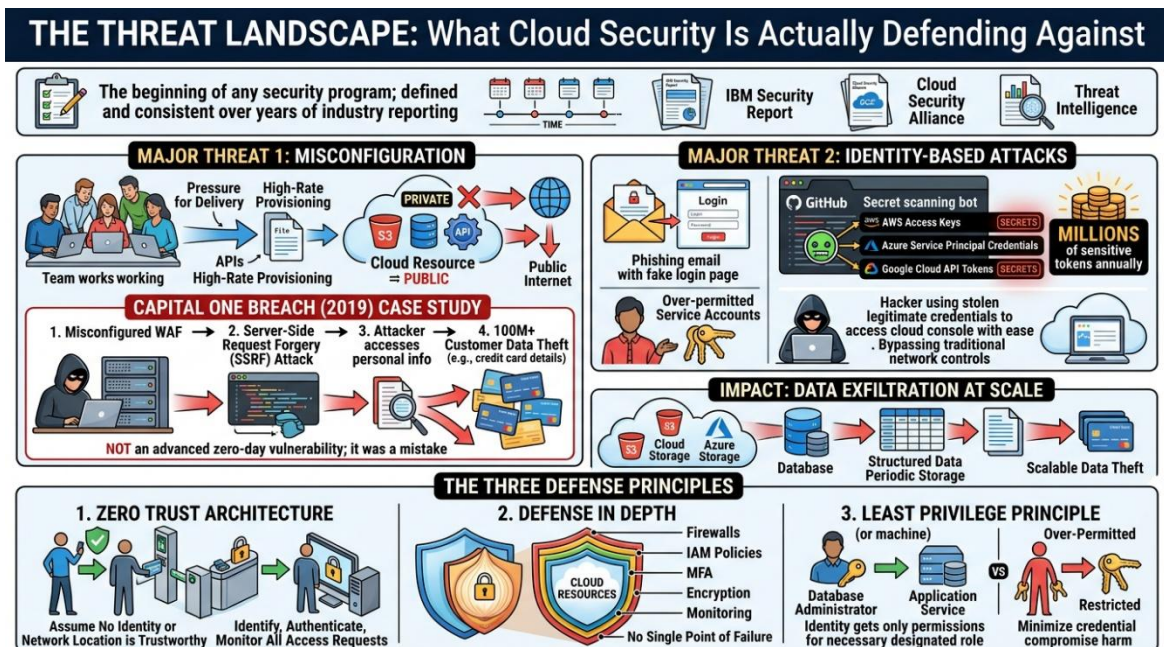 THE THREAT LANDSCAPE: What Cloud Security Is Actually Defending Against
The beginning of any security program; defined
and consistent over years of industry reporting
TIME
IBM Security
Report
Cloud
Security
Alliance
Threat
Intelligence
MAJOR THREAT 1: MISCONFIGURATION
Pressure
for Delivery
High-Rate
Provisioning
File
APIs
High-Rate Provisioning
Team works working
PRIVATE
S3
API
Cloud Resource
⇌ PUBLIC
Public
Internet
CAPITAL ONE BREACH (2019) CASE STUDY
1. Misconfigured WAF
2. Server-Side
Request Forgery
(SSRF) Attack
3. Attacker
accesses
personal info
4. 100M+
Customer Data Theft
(e.g., credit card details)
NOT an advanced zero-day vulnerability; it was a mistake
MAJOR THREAT 2: IDENTITY-BASED ATTACKS
Login
Phishing email
with fake login page
Over-permitted
Service Accounts
GitHub
Secret scanning bot
aws AWS Access Keys
SECRETS
Azure Service Principal Credentials
Google Cloud API Tokens
SECRETS
MILLIONS
of sensitive
tokens annually
Hacker using stolen
legitimate credentials to
access cloud console with ease
. Bypassing traditional
network controls
IMPACT: DATA EXFILTRATION AT SCALE
S3
S3
Cloud
Storage
Azure
Storage
Database
Structured Data
Periodic Storage
Scalable Data Theft
THE THREE DEFENSE PRINCIPLES
1. ZERO TRUST ARCHITECTURE
Assume No Identity or
Network Location is Trustworthy
Identify, Authenticate,
Monitor All Access Requests
2. DEFENSE IN DEPTH
CLOUD
RESOURCES
Firewalls
IAM Policies
MFA
Encryption
Monitoring
No Single Point of Failure
3. LEAST PRIVILEGE PRINCIPLE
(or machine)
Database
Administrator
Application
Service
Identity gets only permissions
for necessary designated role
VS
Over-Permitted
Restricted
Minimize credential
compromise harm